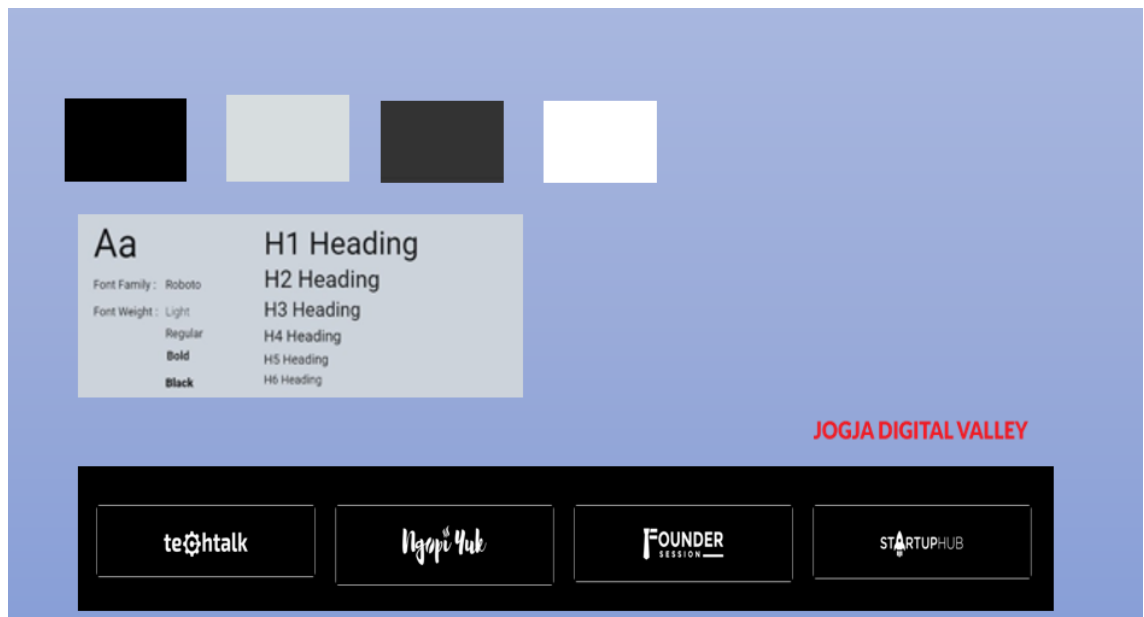 Aa
Font Family : Roboto
Font Weight : Light
Regular
Bold
Black
H1 Heading
H2 Heading
H3 Heading
H4 Heading
H5 Heading
H6 Heading
JOGJA DIGITAL VALLEY
techtalk
Ngopi Yuk
FOUNDER
SESSION
STARTUPHUB